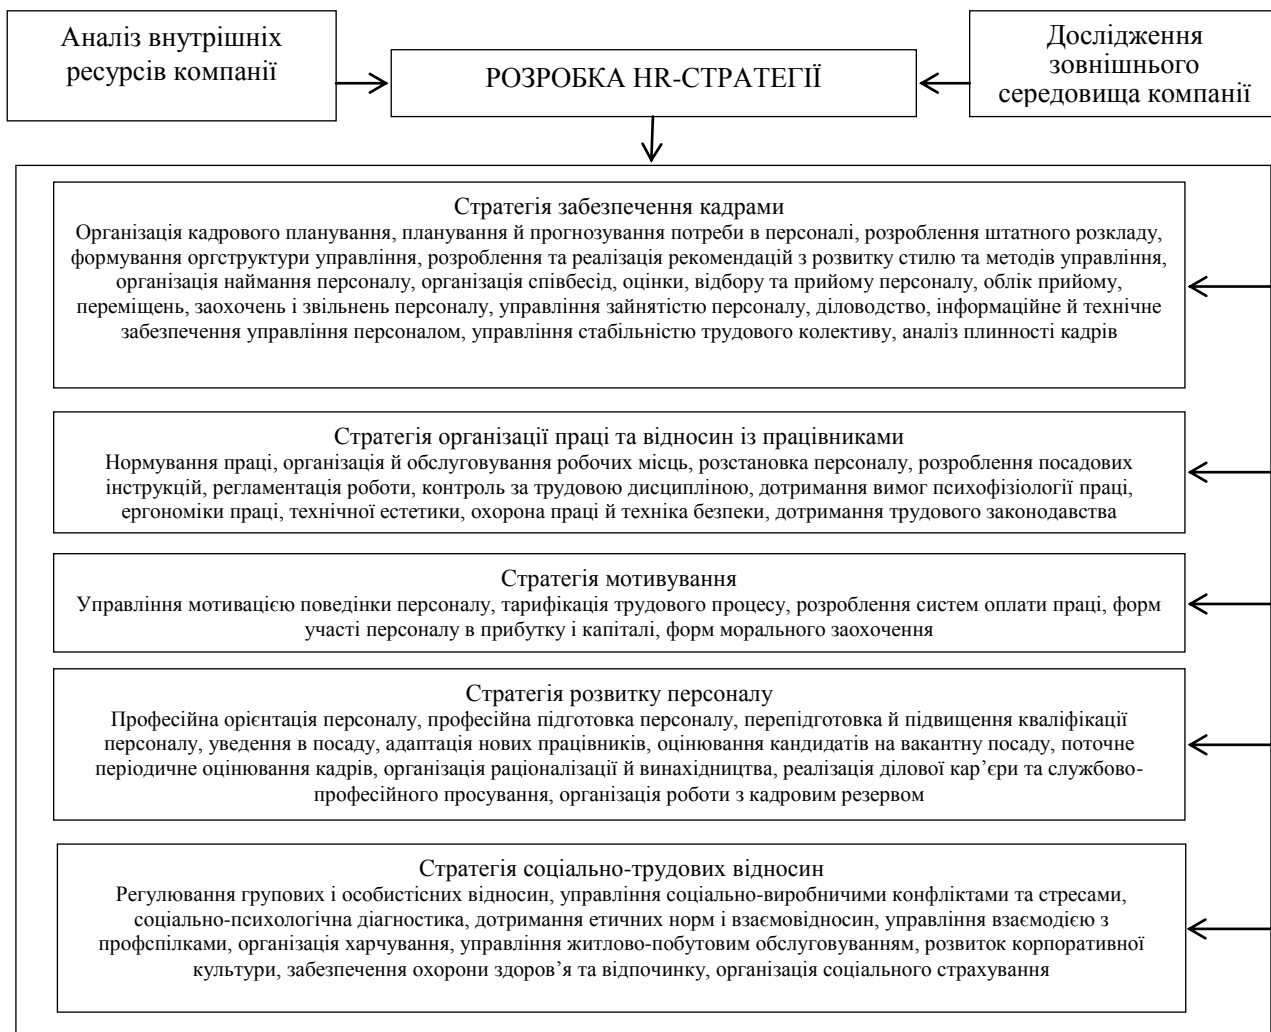 Аналіз внутрішніх
ресурсів компанії
РОЗРОБКА HR-СТРАТЕГІЇ
Дослідження
зовнішнього
середовища компанії
Стратегія забезпечення кадрами
Організація кадрового планування, планування й прогнозування потреби в персоналі, розроблення штатного розкладу,
формування оргструктури управління, розроблення та реалізація рекомендацій з розвитку стилю та методів управління,
організація наймання персоналу, організація співбесід, оцінки, відбору та прийому персоналу, облік прийому,
переміщень, заохочень і звільнень персоналу, управління зайнятістю персоналу, діловодство, інформаційне й технічне
забезпечення управління персоналом, управління стабільністю трудового колективу, аналіз плинності кадрів
Стратегія організації праці та відносин із працівниками
Нормування праці, організація й обслуговування робочих місць, розстановка персоналу, розроблення посадових
інструкцій, регламентація роботи, контроль за трудовою дисципліною, дотримання вимог психофізіології праці,
ергономіки праці, технічної естетики, охорона праці й техніка безпеки, дотримання трудового законодавства
Стратегія мотивування
Управління мотивацією поведінки персоналу, тарифікація трудового процесу, розроблення систем оплати праці, форм
участі персоналу в прибутку і капіталі, форм морального заохочення
Стратегія розвитку персоналу
Професійна орієнтація персоналу, професійна підготовка персоналу, перепідготовка й підвищення кваліфікації
персоналу, уведення в посаду, адаптація нових працівників, оцінювання кандидатів на вакантну посаду, поточне
періодичне оцінювання кадрів, організація раціоналізації й винахідництва, реалізація ділової кар’єри та службово-
професійного просування, організація роботи з кадровим резервом
Стратегія соціально-трудових відносин
Регулювання групових і особистісних відносин, управління соціально-виробничими конфліктами та стресами,
соціально-психологічна діагностика, дотримання етичних норм і взаємовідносин, управління взаємодією з
профспілками, організація харчування, управління житлово-побутовим обслуговуванням, розвиток корпоративної
культури, забезпечення охорони здоров’я та відпочинку, організація соціального страхування